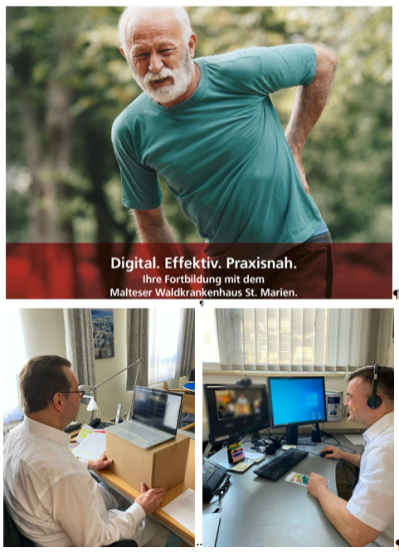 Digital. Effektiv. Praxisnah.
Ihre Fortbildung mit dem
Malteser Waldkrankenhaus St. Marien.